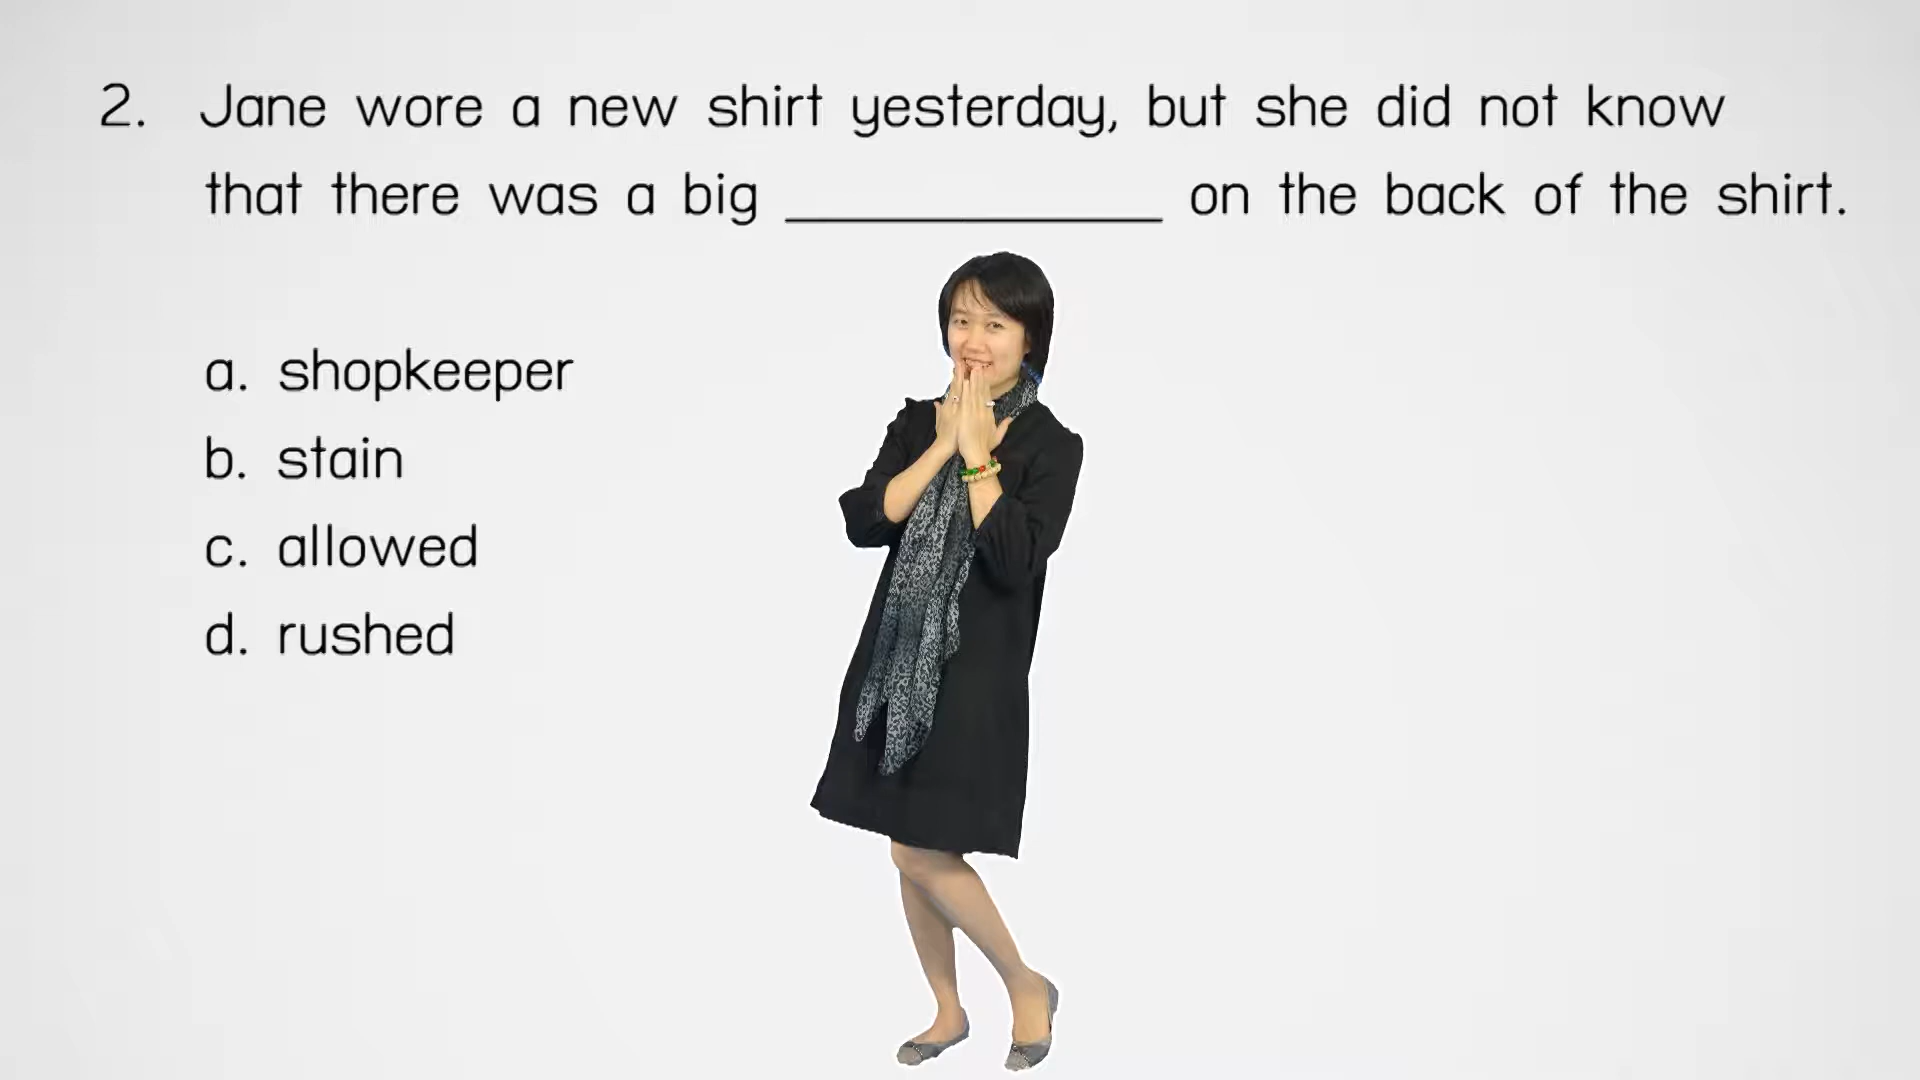 2. Jane wore a new shirt yesterday, but she did not know
that there was a big ____________ on the back of the shirt.
a. shopkeeper
b. stain
c. allowed
d. rushed